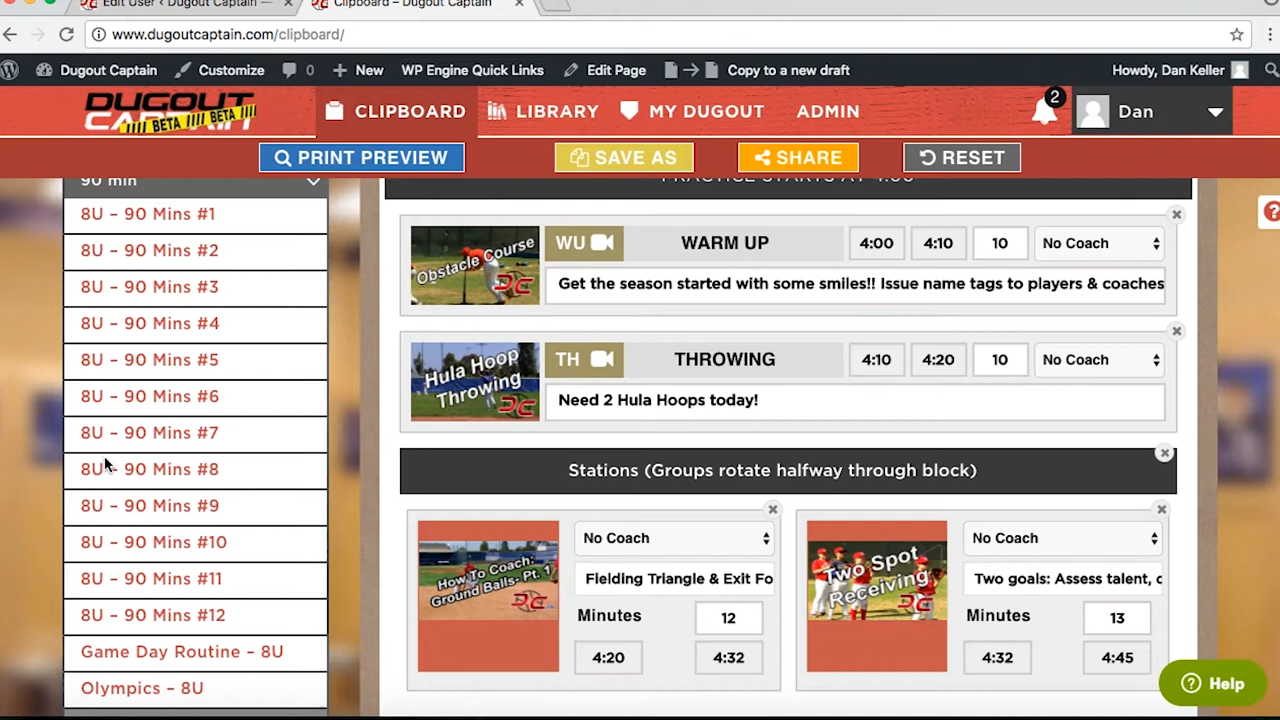 Edit User ‹ Dugout Captain —
Clipboard – Dugout Captain
www.dugoutcaptain.com/clipboard/
Dugout Captain
Customize
0
New
WP Engine Quick Links
Edit Page
Copy to a new draft
Howdy, Dan Keller
DUGOUT
CAPTAIN
BETA BETA
CLIPBOARD
LIBRARY
MY DUGOUT
ADMIN
2
Dan
PRINT PREVIEW
SAVE AS
SHARE
RESET
90 min
8U – 90 Mins #1
8U – 90 Mins #2
8U – 90 Mins #3
8U – 90 Mins #4
8U – 90 Mins #5
8U – 90 Mins #6
8U – 90 Mins #7
8U – 90 Mins #8
8U – 90 Mins #9
8U – 90 Mins #10
8U – 90 Mins #11
8U – 90 Mins #12
Game Day Routine – 8U
Olympics – 8U
PRACTICE STARTS AT 4:00
Obstacle Course
DC
WU
WARM UP
4:00
4:10
10
No Coach
Get the season started with some smiles!! Issue name tags to players & coaches
Hula Hoop
Throwing
DC
TH
THROWING
4:10
4:20
10
No Coach
Need 2 Hula Hoops today!
Stations (Groups rotate halfway through block)
How To Coach:
Ground Balls- Pt. 1
DC
No Coach
Fielding Triangle & Exit Fo
Minutes
12
4:20
4:32
Two Spot
Receiving
DC
No Coach
Two goals: Assess talent, c
Minutes
13
4:32
4:45
?
Help